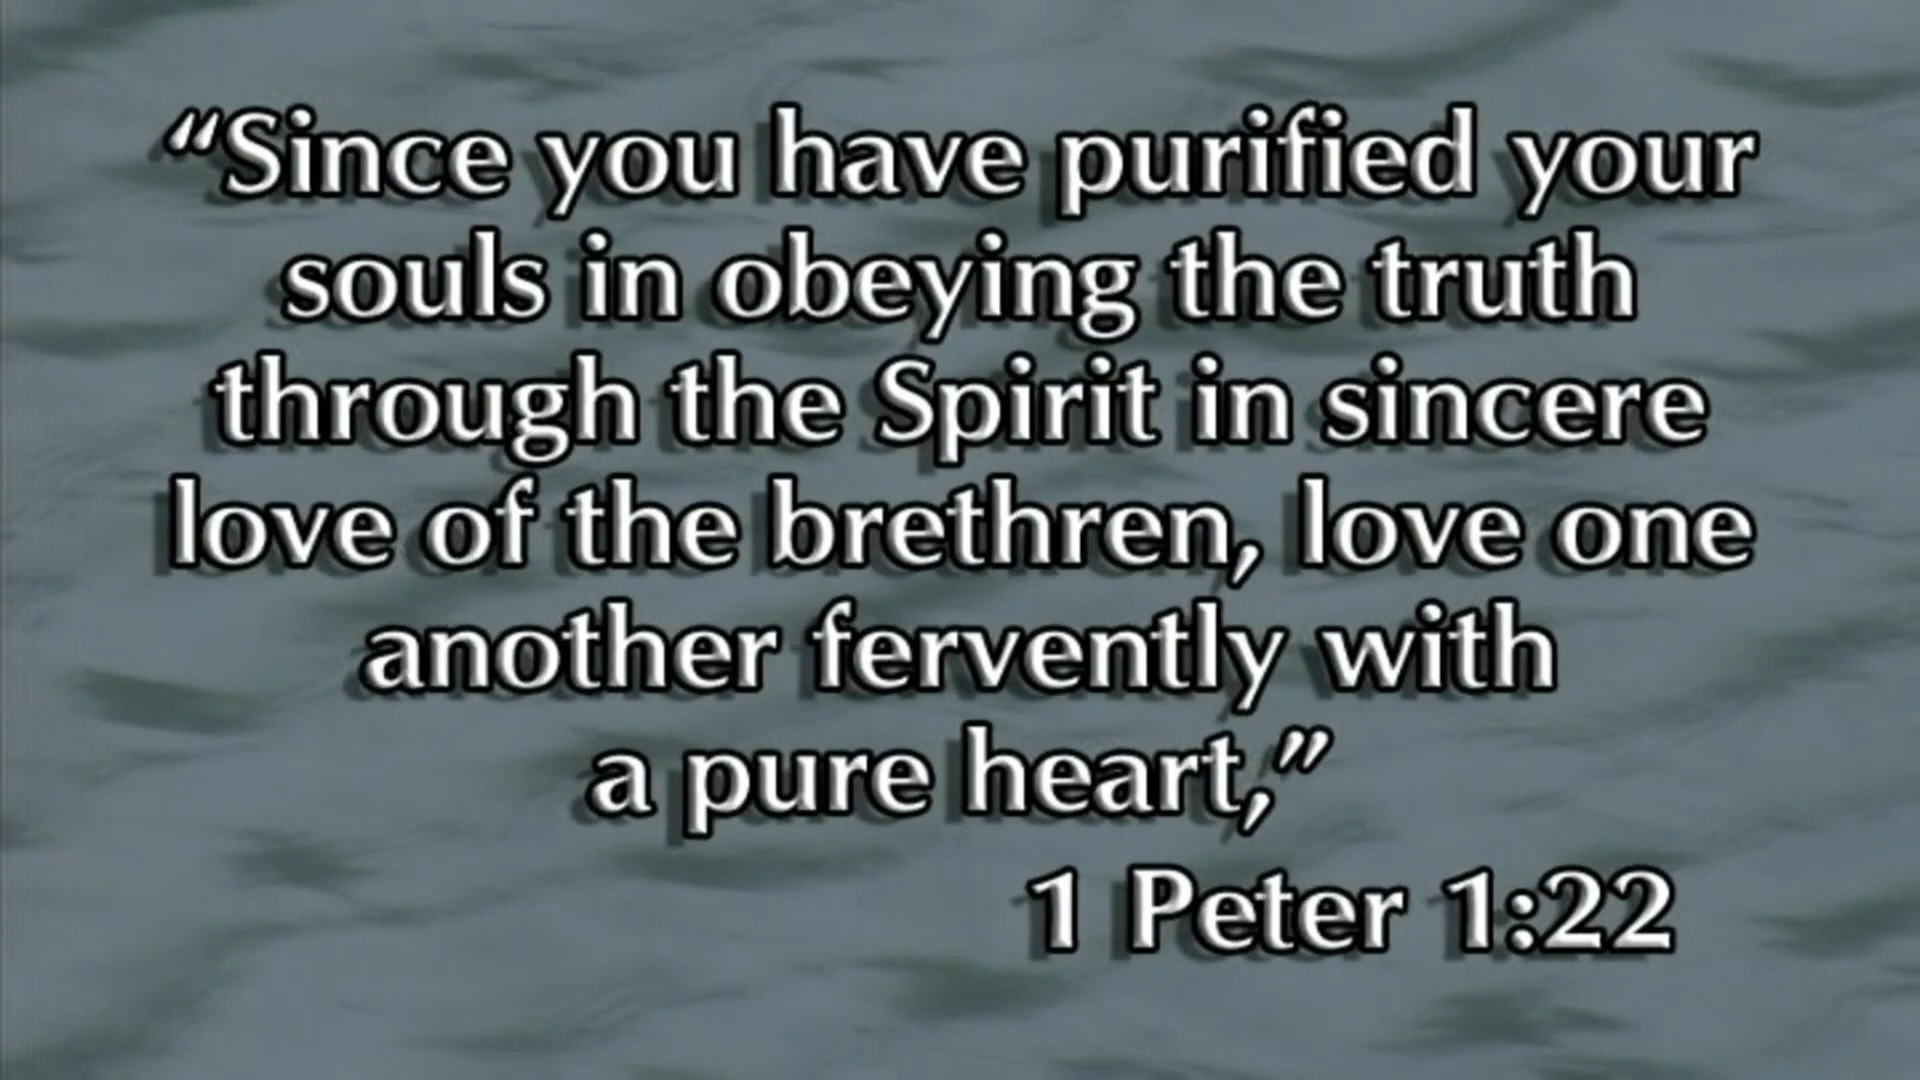 “Since you have purified your
souls in obeying the truth
through the Spirit in sincere
love of the brethren, love one
another fervently with
a pure heart,”
1 Peter 1:22